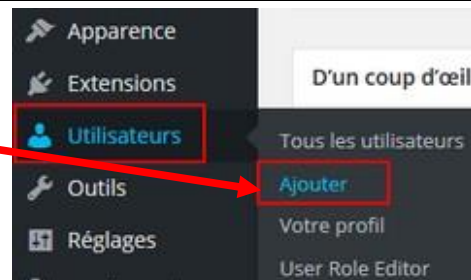 Apparence
Extensions
D'un coup d'œil
Utilisateurs
Tous les utilisateurs
Ajouter
Outils
Votre profil
Réglages
User Role Editor